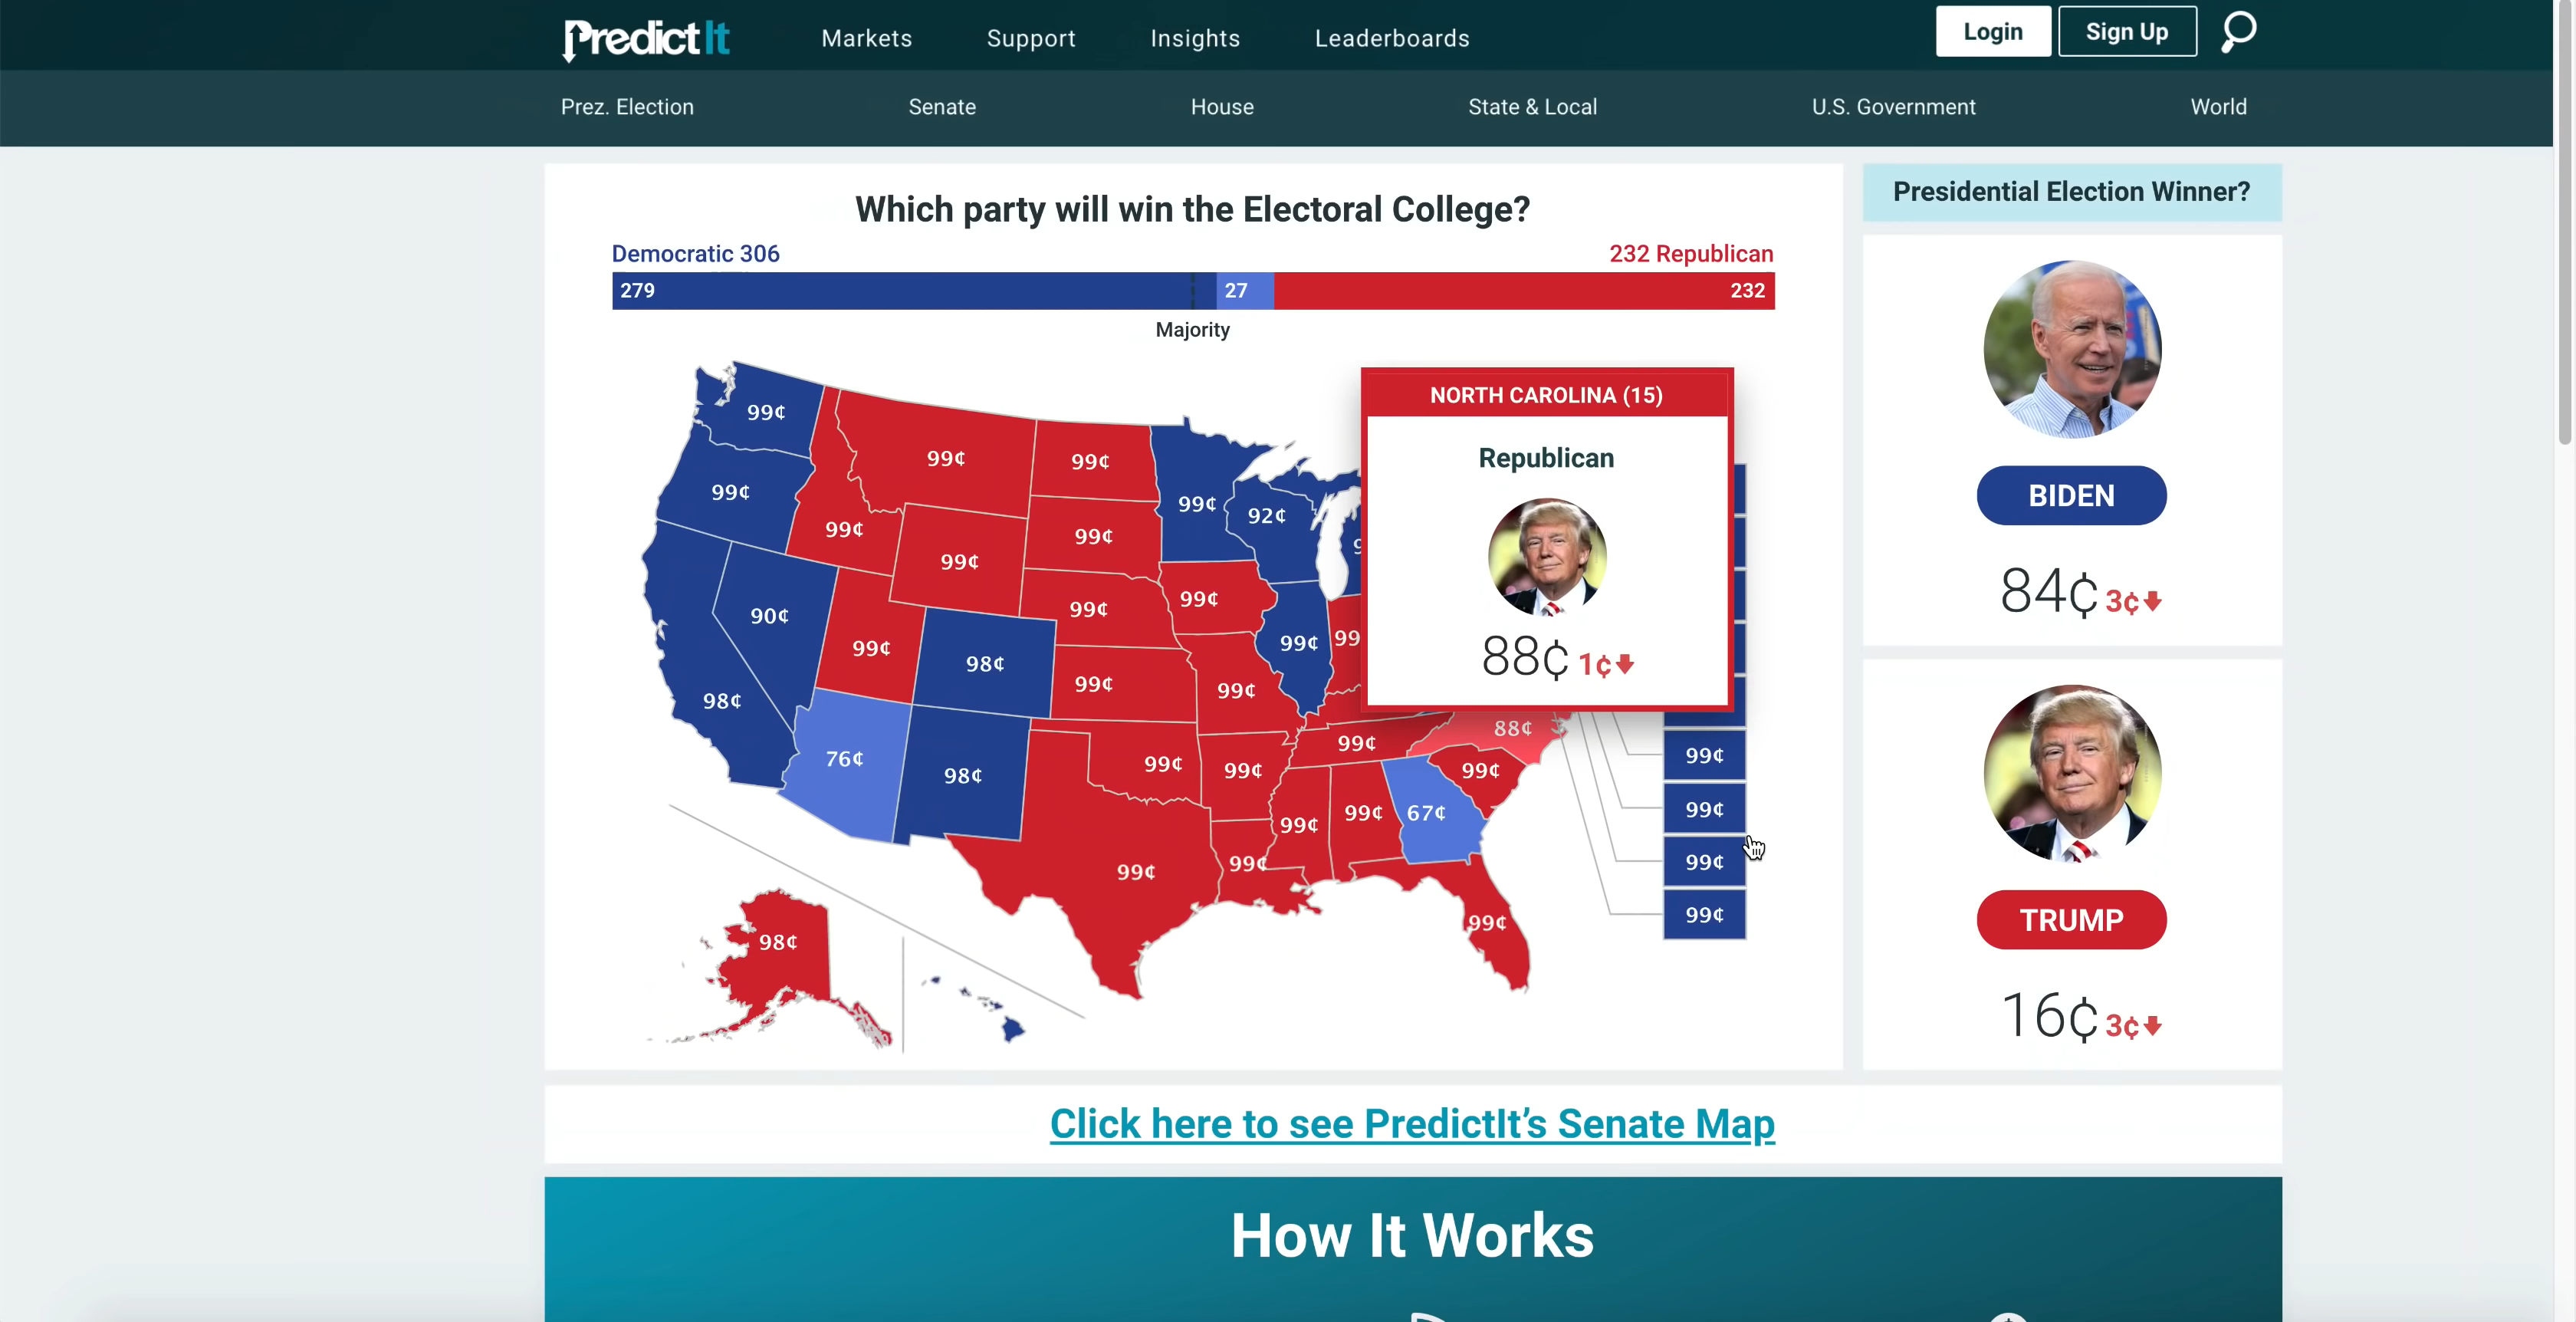 PredictIt
Markets Support Insights Leaderboards
Login Sign Up
Prez. Election Senate House State & Local U.S. Government World
Which party will win the Electoral College?
Democratic 306 232 Republican
279 27 232
Majority
99¢
99¢
99¢
99¢
99¢
99¢
99¢
99¢
99¢
92¢
90¢
99¢
99¢
99¢
98¢
98¢
99¢
99¢
99¢
99
98¢
76¢
98¢
99¢
99¢
99¢
88¢
99¢
99¢
99¢
99¢
67¢
99¢
99¢
99¢
98¢
NORTH CAROLINA (15)
Republican
88¢ 1¢
99¢
99¢
99¢
99¢
Presidential Election Winner?
BIDEN
84¢ 3¢
TRUMP
16¢ 3¢
Click here to see PredictIt’s Senate Map
How It Works